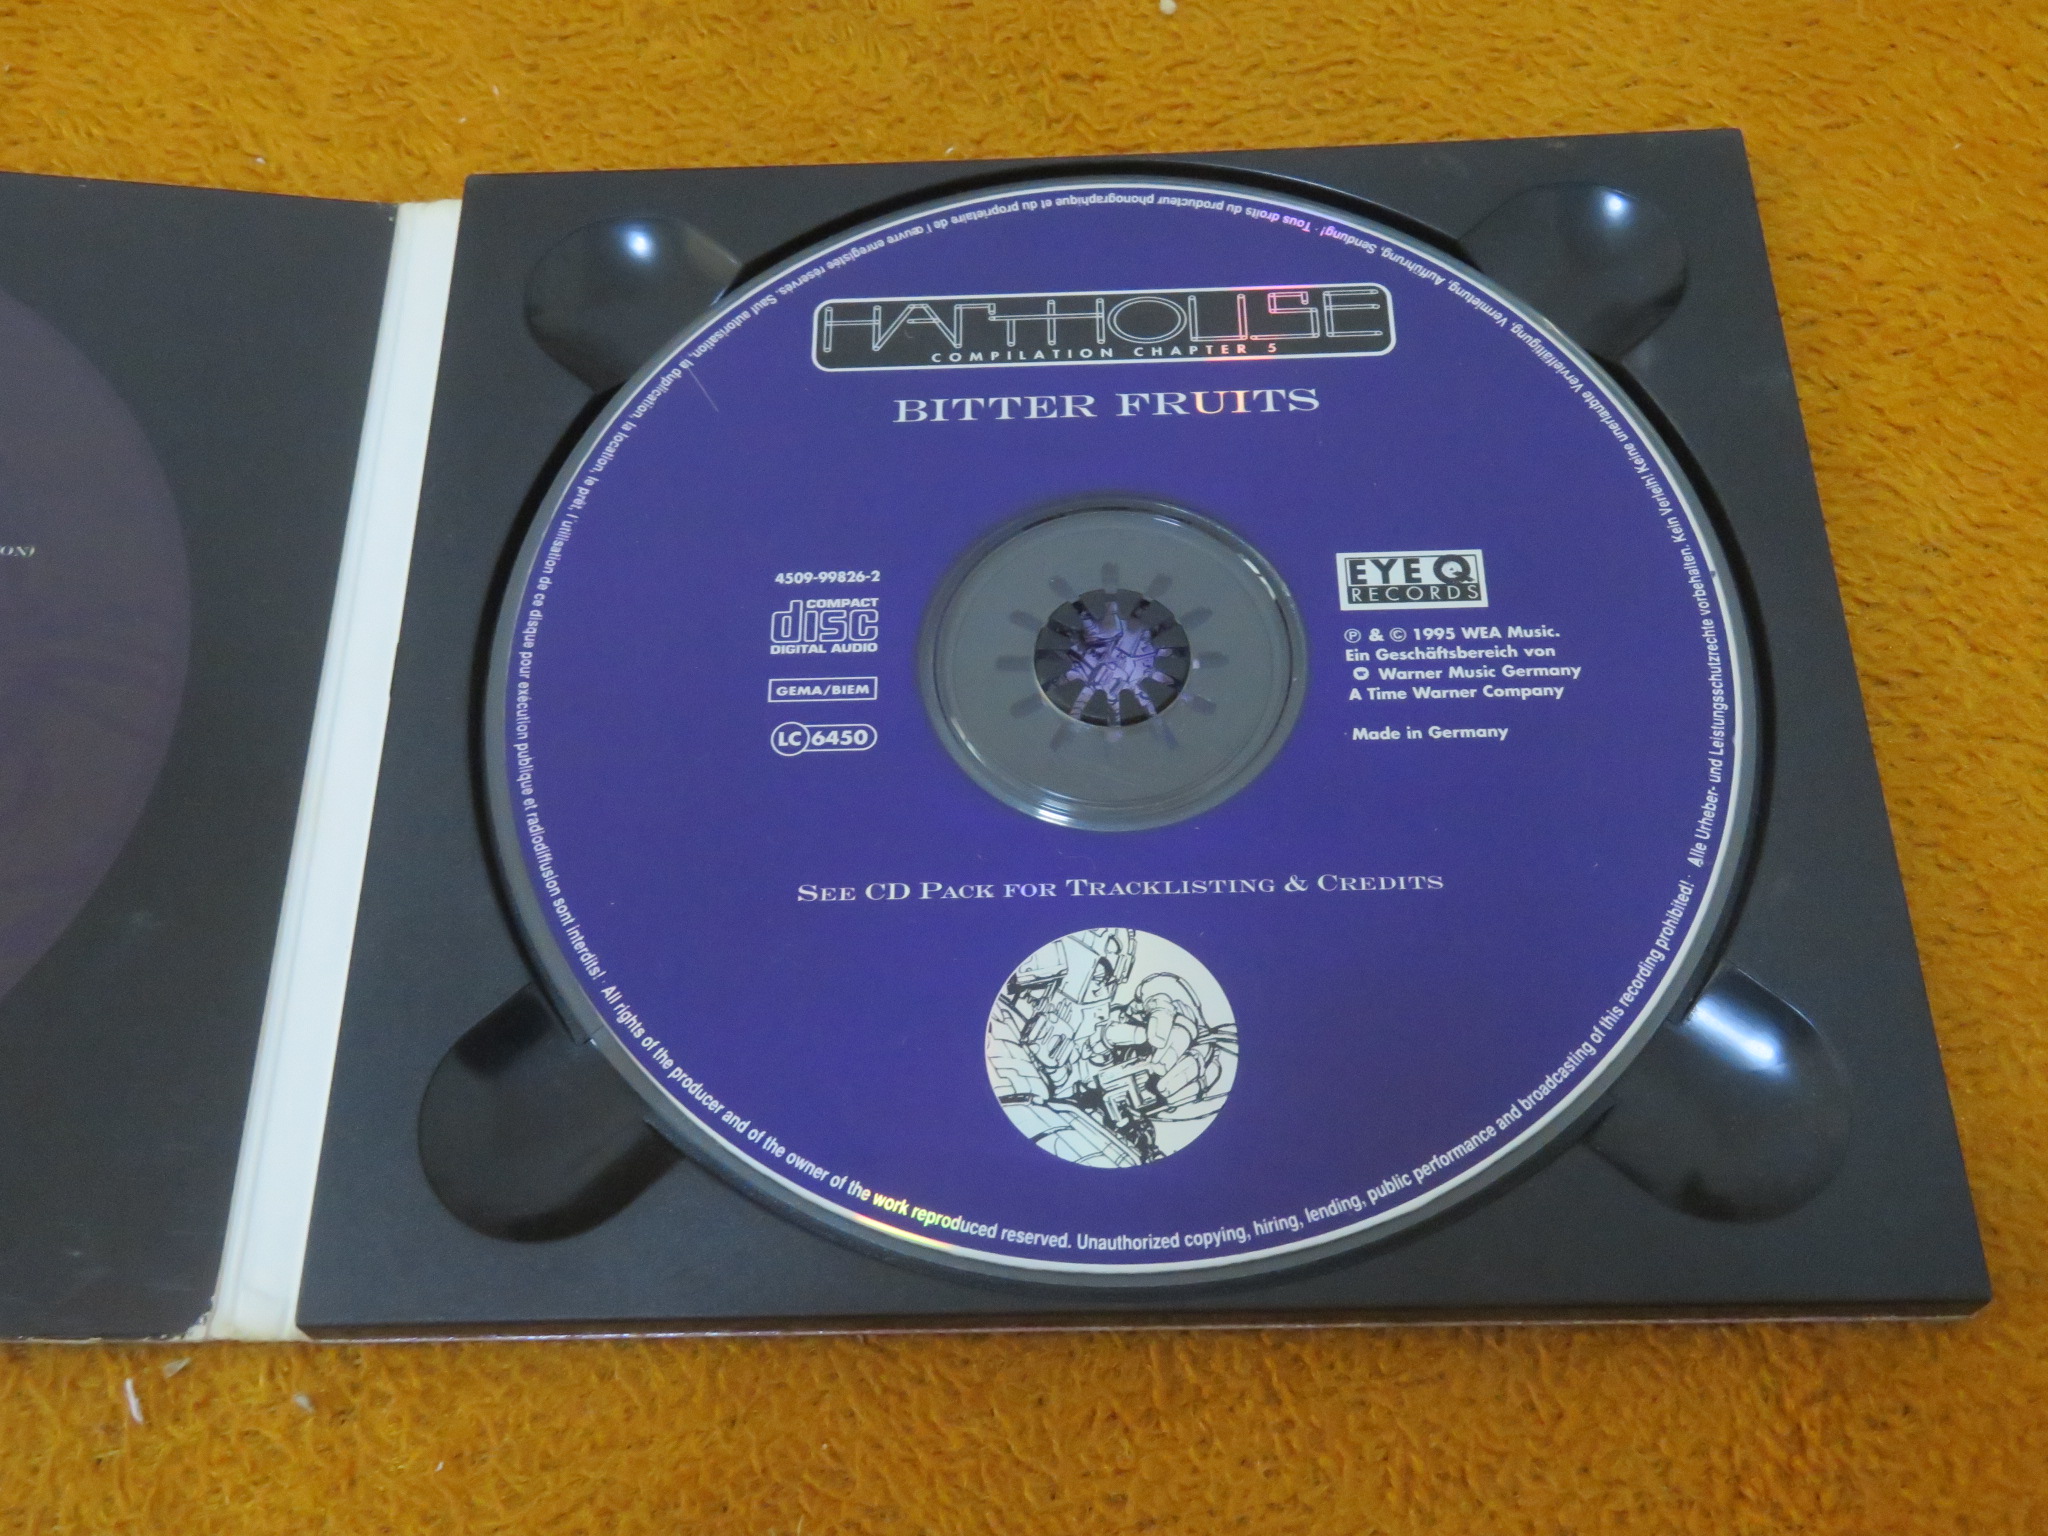 HARTHOUSE
COMPILATION CHAPTER 5
BITTER FRUITS
4509-99826-2
COMPACT
disc
DIGITAL AUDIO
GEMA/BIEM
LC 6450
EYE Q
RECORDS
℗ & © 1995 WEA Music.
Ein Geschäftsbereich von
Warner Music Germany
A Time Warner Company
Made in Germany
SEE CD PACK FOR TRACKLISTING & CREDITS
Alle Urheber- und Leistungsschutzrechte vorbehalten. Kein Verleih! Keine unerlaubte Vervielfältigung, Vermietung, Aufführung, Sendung! · Tous droits du producteur phonographique et du propriétaire de l'œuvre enregistrée réservés. Sauf autorisation, la duplication, la location, le prêt, l'utilisation de ce disque pour exécution publique et radiodiffusion sont interdits! · All rights of the producer and of the owner of the work reproduced reserved. Unauthorized copying, hiring, lending, public performance and broadcasting of this recording prohibited! ·